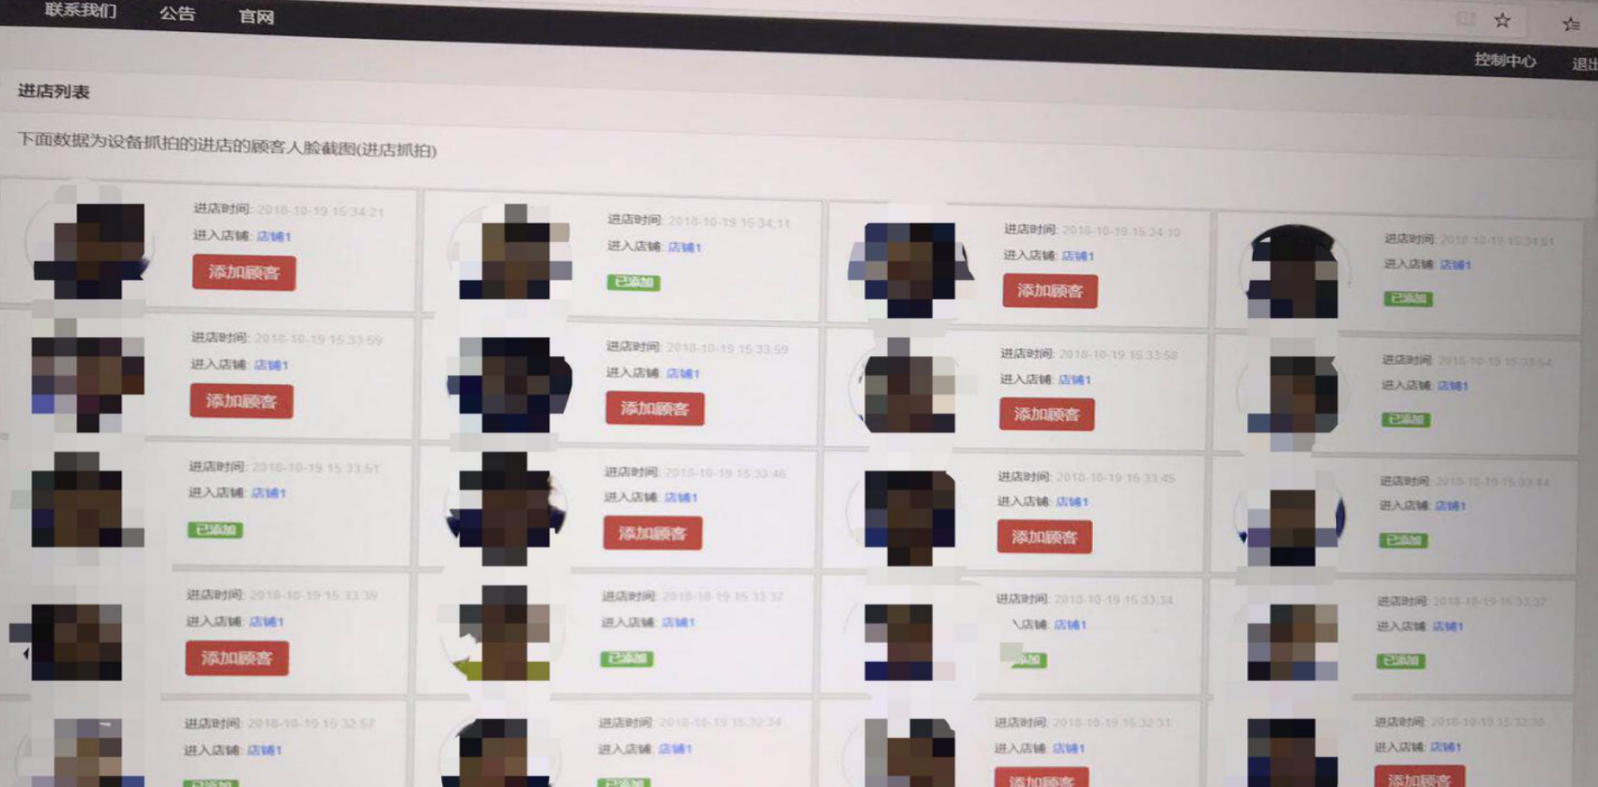 联系我们 公告 官网
控制中心 退出
进店列表
下面数据为设备抓拍的进店的顾客人脸截图(进店抓拍)
进店时间: 2018-10-19 15:34:21
进入店铺: 店铺1
添加顾客
进店时间: 2018-10-19 15:34:11
进入店铺: 店铺1
已添加
进店时间: 2018-10-19 15:34:10
进入店铺: 店铺1
添加顾客
进店时间: 2018-10-19 15:34:01
进入店铺: 店铺1
已添加
进店时间: 2018-10-19 15:33:59
进入店铺: 店铺1
添加顾客
进店时间: 2018-10-19 15:33:59
进入店铺: 店铺1
添加顾客
进店时间: 2018-10-19 15:33:58
进入店铺: 店铺1
添加顾客
进店时间: 2018-10-19 15:33:54
进入店铺: 店铺1
已添加
进店时间: 2018-10-19 15:33:51
进入店铺: 店铺1
已添加
进店时间: 2018-10-19 15:33:46
进入店铺: 店铺1
添加顾客
进店时间: 2018-10-19 15:33:45
进入店铺: 店铺1
添加顾客
进店时间: 2018-10-19 15:33:44
进入店铺: 店铺1
已添加
进店时间: 2018-10-19 15:33:39
进入店铺: 店铺1
添加顾客
进店时间: 2018-10-19 15:33:37
进入店铺: 店铺1
已添加
进店时间: 2018-10-19 15:33:34
入店铺: 店铺1
添加
进店时间: 2018-10-19 15:33:32
进入店铺: 店铺1
已添加
进店时间: 2018-10-19 15:32:57
进入店铺: 店铺1
已添加
进店时间: 2018-10-19 15:32:34
进入店铺: 店铺1
已添加
进店时间: 2018-10-19 15:32:31
进入店铺: 店铺1
添加顾客
进店时间: 2018-10-19 15:32:30
进入店铺: 店铺1
添加顾客